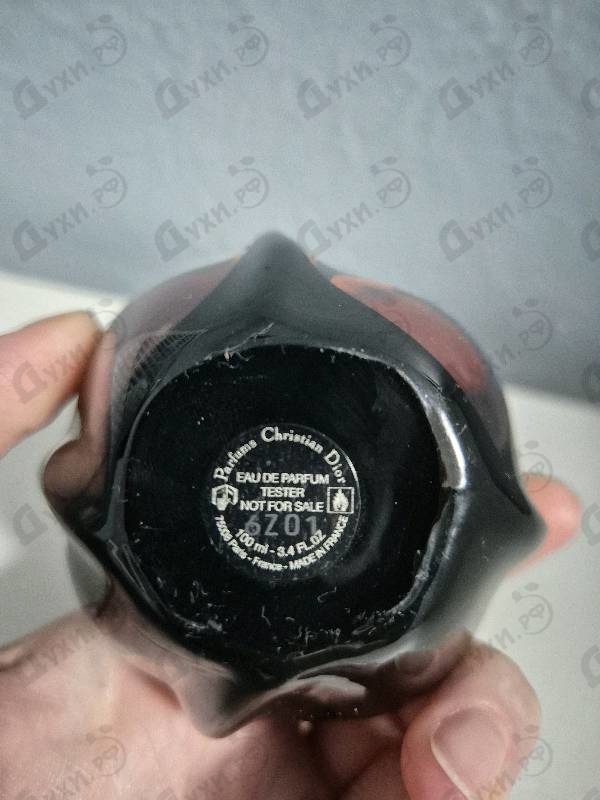 Parfums Christian Dior
EAU DE PARFUM
TESTER
NOT FOR SALE
6Z01
100 ml - 3.4 FL.OZ
75008 Paris - France - MADE IN FRANCE
Духи.РФ